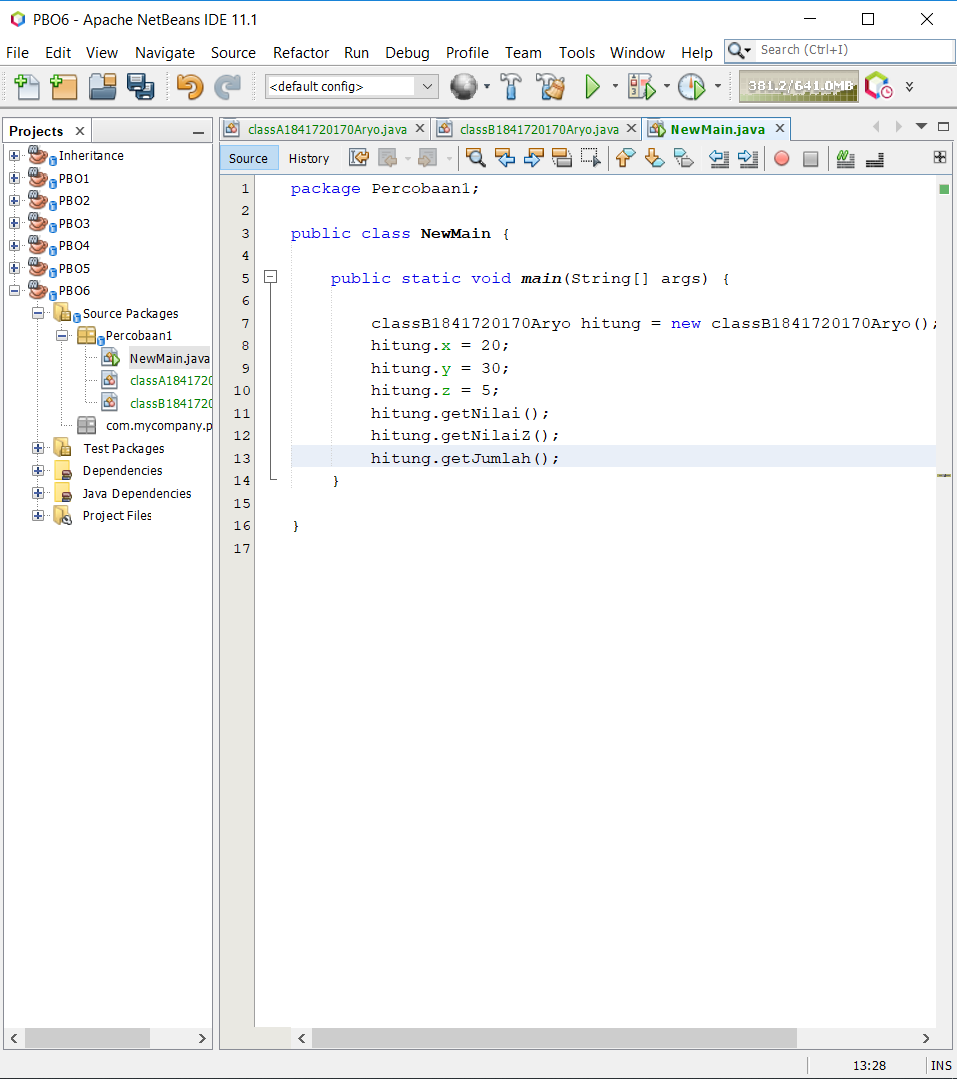 PBO6 - Apache NetBeans IDE 11.1
File Edit View Navigate Source Refactor Run Debug Profile Team Tools Window Help Search (Ctrl+I)
<default config> 381.2/641.0MB
Projects
Inheritance
PBO1
PBO2
PBO3
PBO4
PBO5
PBO6
Source Packages
Percobaan1
NewMain.java
classA184172(
classB184172(
com.mycompany.p
Test Packages
Dependencies
Java Dependencies
Project Files
classA1841720170Aryo.java classB1841720170Aryo.java NewMain.java
Source History
1 package Percobaan1;
2
3 public class NewMain {
4
5 public static void main(String[] args) {
6
7 classB1841720170Aryo hitung = new classB1841720170Aryo();
8 hitung.x = 20;
9 hitung.y = 30;
10 hitung.z = 5;
11 hitung.getNilai();
12 hitung.getNilaiZ();
13 hitung.getJumlah();
14 }
15
16 }
17
13:28 INS